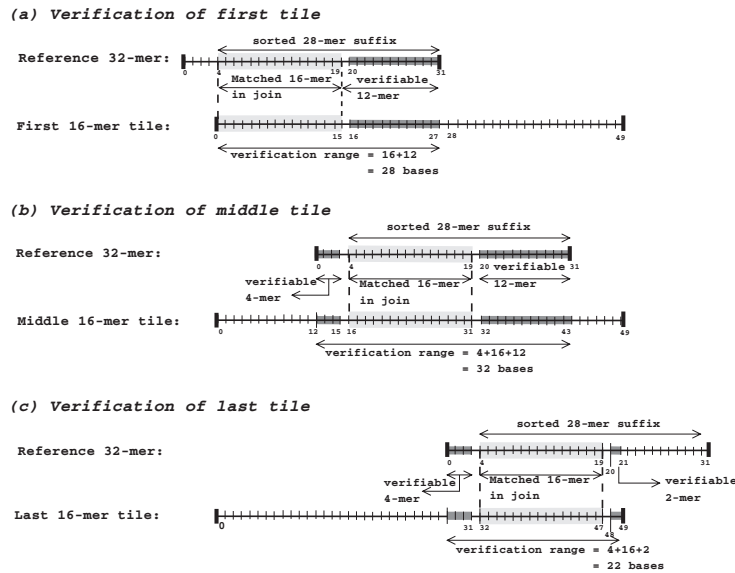 (a) Verification of first tile
sorted 28-mer suffix
Reference 32-mer:
0 4 19 20 31
Matched 16-mer verifiable
in join 12-mer
First 16-mer tile:
0 15 16 27 28 49
verification range = 16+12
= 28 bases
(b) Verification of middle tile
sorted 28-mer suffix
Reference 32-mer:
0 4 19 20 31
verifiable
verifiable Matched 16-mer
4-mer in join 12-mer
Middle 16-mer tile:
0 12 15 16 31 32 43 49
verification range = 4+16+12
= 32 bases
(c) Verification of last tile
sorted 28-mer suffix
Reference 32-mer:
0 4 19 21 31
20
verifiable Matched 16-mer verifiable
4-mer in join 2-mer
Last 16-mer tile:
0 31 32 47 49
48
verification range = 4+16+2
= 22 bases